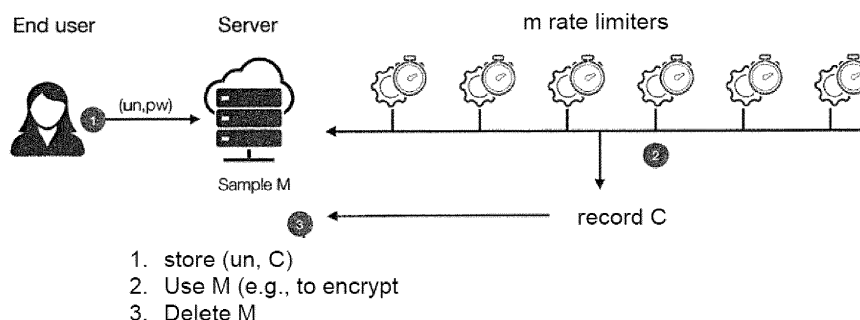 End user
Server
m rate limiters
1
(un,pw)
2
Sample M
3
record C
1. store (un, C)
2. Use M (e.g., to encrypt
3. Delete M